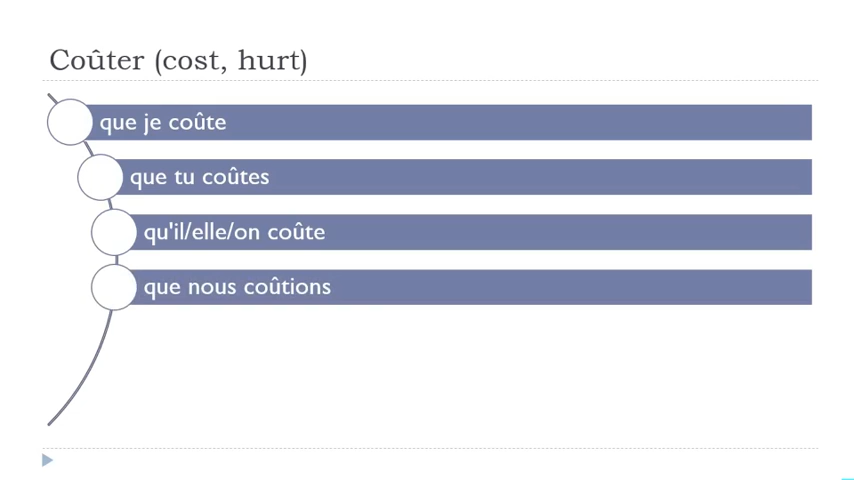 Coûter (cost, hurt)
que je coûte
que tu coûtes
qu'il/elle/on coûte
que nous coûtions